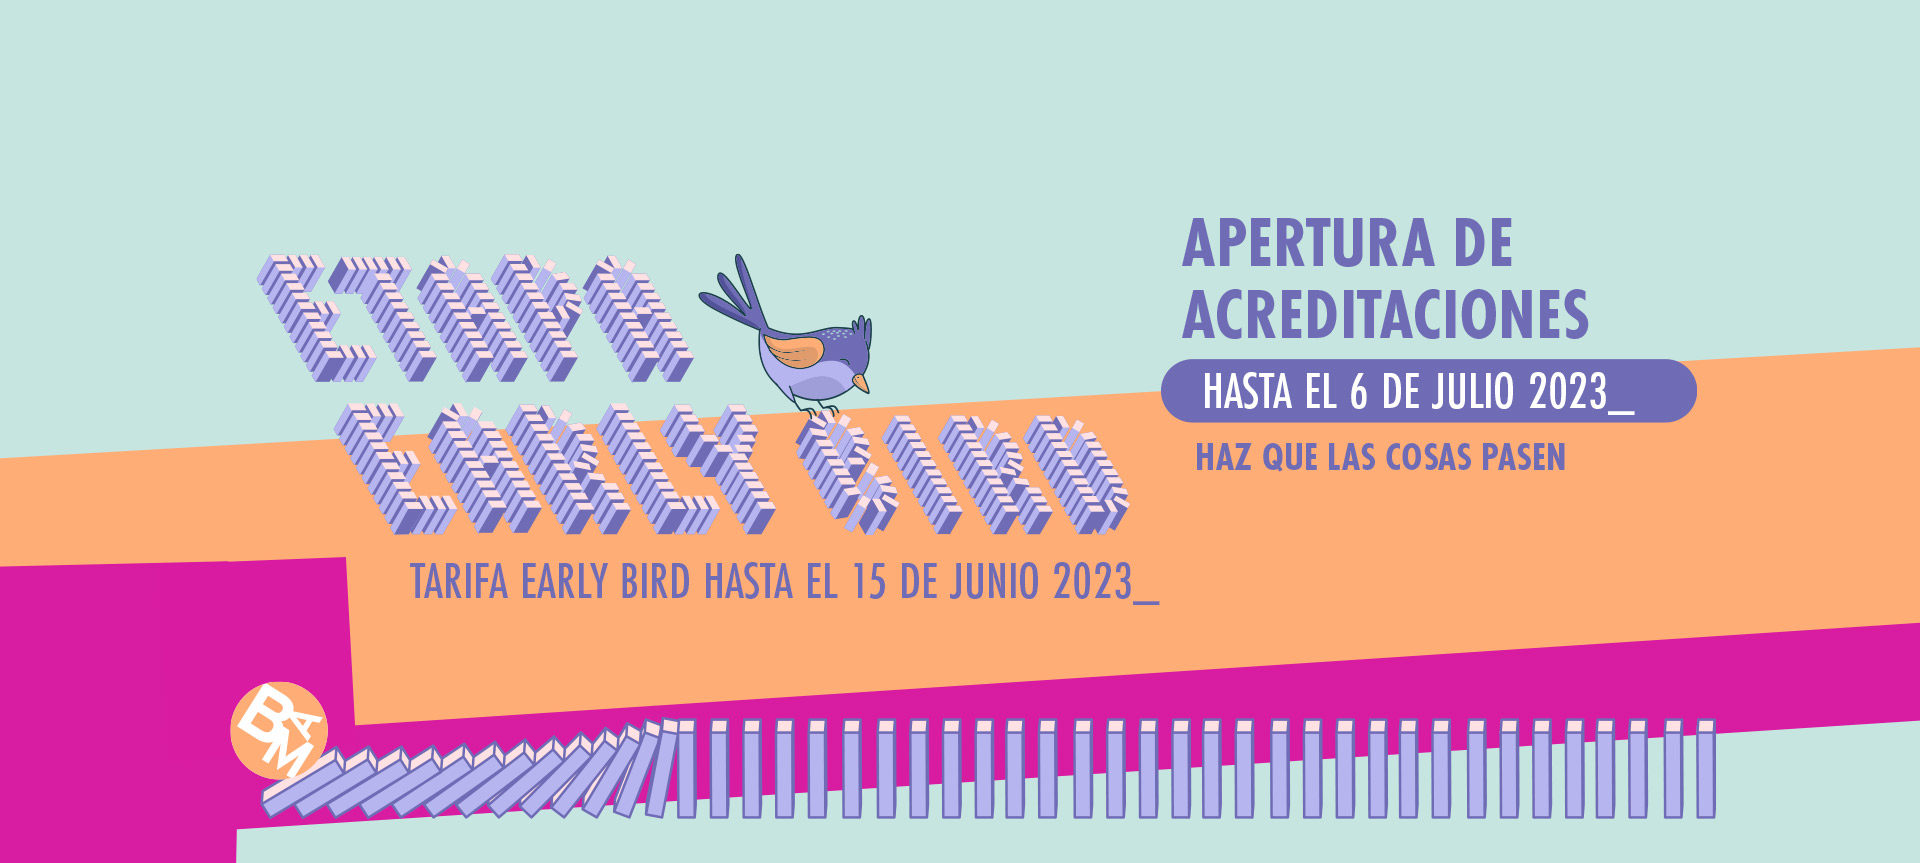 ETAPA
EARLY BIRD
TARIFA EARLY BIRD HASTA EL 15 DE JUNIO 2023_
APERTURA DE
ACREDITACIONES
HASTA EL 6 DE JULIO 2023_
HAZ QUE LAS COSAS PASEN
BAM